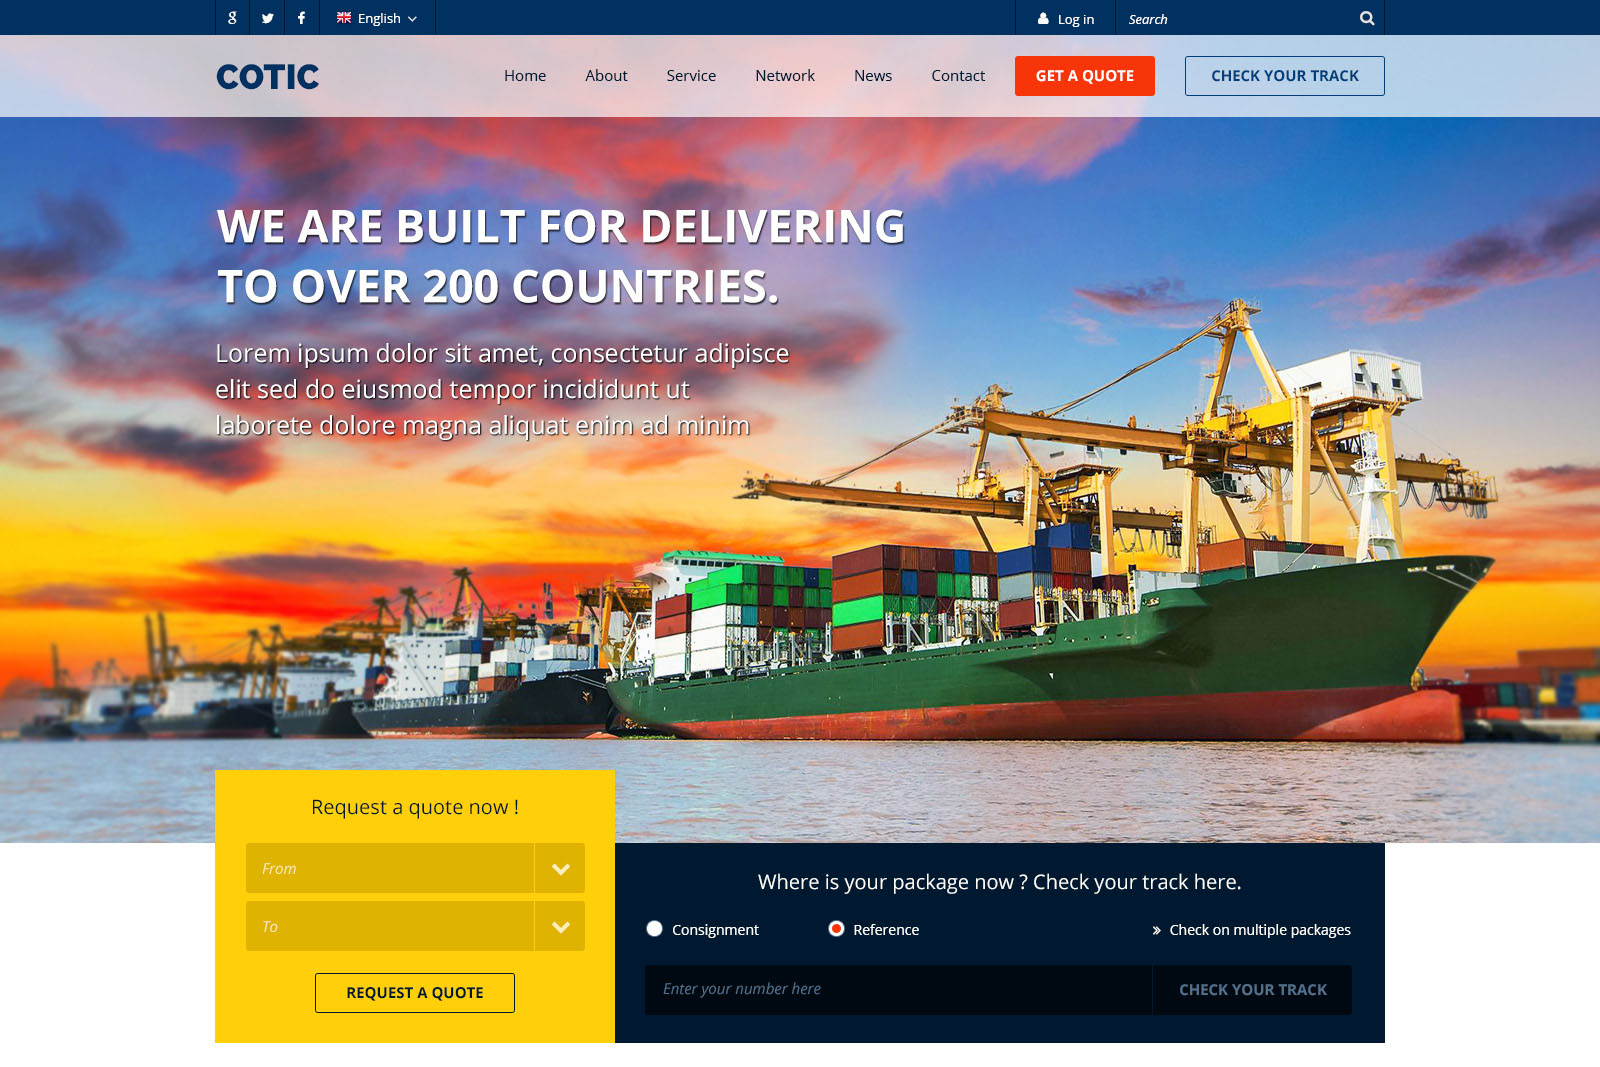 English
Log in
Search
COTIC
Home
About
Service
Network
News
Contact
GET A QUOTE
CHECK YOUR TRACK
WE ARE BUILT FOR DELIVERING
TO OVER 200 COUNTRIES.
Lorem ipsum dolor sit amet, consectetur adipisce
elit sed do eiusmod tempor incididunt ut
laborete dolore magna aliquat enim ad minim
Request a quote now !
From
To
REQUEST A QUOTE
Where is your package now ? Check your track here.
Consignment
Reference
» Check on multiple packages
Enter your number here
CHECK YOUR TRACK